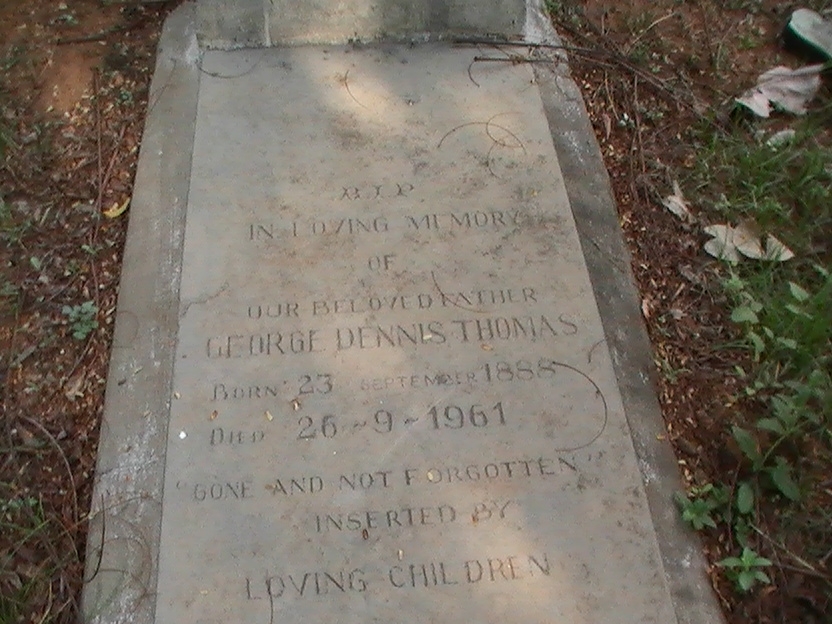 R.I.P
IN LOVING MEMORY
OF
OUR BELOVED FATHER
GEORGE DENNIS THOMAS
BORN 23 SEPTEMBER 1888
DIED 26~9~1961
"GONE AND NOT FORGOTTEN"
INSERTED BY
LOVING CHILDREN